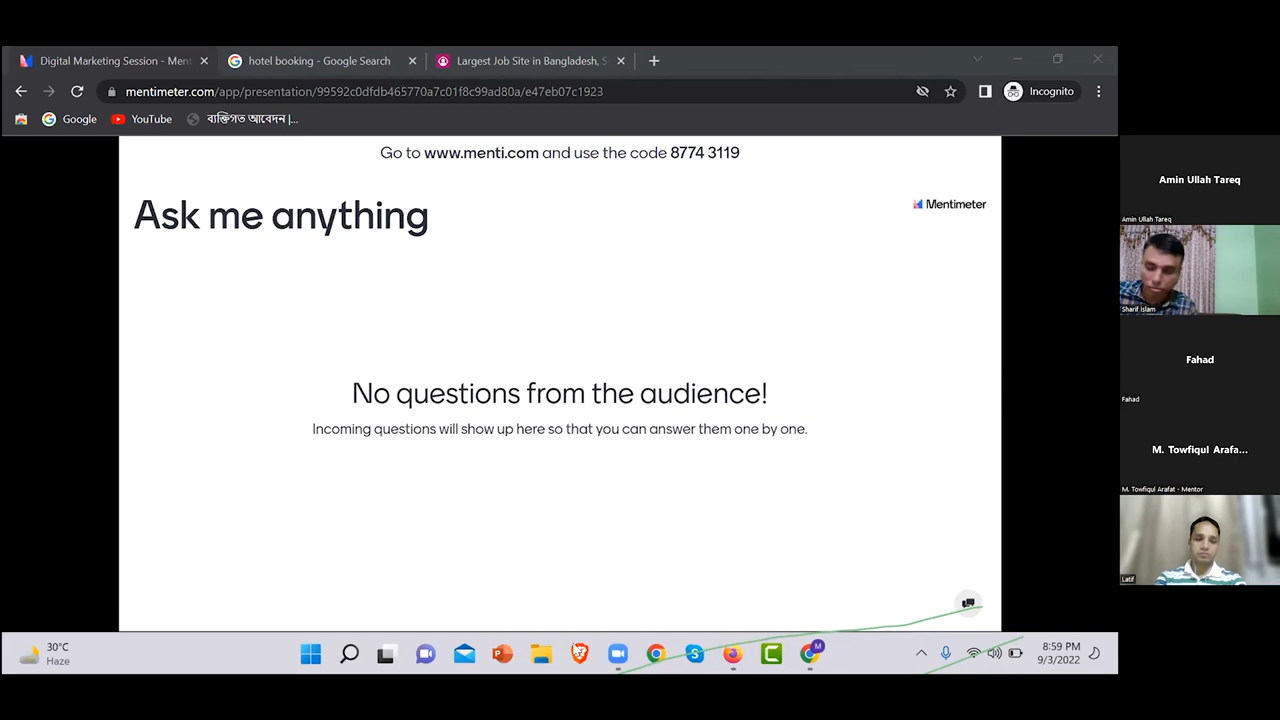 Digital Marketing Session - Ment
hotel booking - Google Search
Largest Job Site in Bangladesh, S
mentimeter.com/app/presentation/99592c0dfdb465770a7c01f8c99ad80a/e47eb07c1923
Incognito
Google
YouTube
ব্যক্তিগত আবেদন |...
Go to www.menti.com and use the code 8774 3119
Ask me anything
Mentimeter
No questions from the audience!
Incoming questions will show up here so that you can answer them one by one.
Amin Ullah Tareq
Amin Ullah Tareq
Sharif Islam
Fahad
Fahad
M. Towfiqul Arafa...
M. Towfiqul Arafat - Mentor
Latif
30°C
Haze
M
8:59 PM
9/3/2022